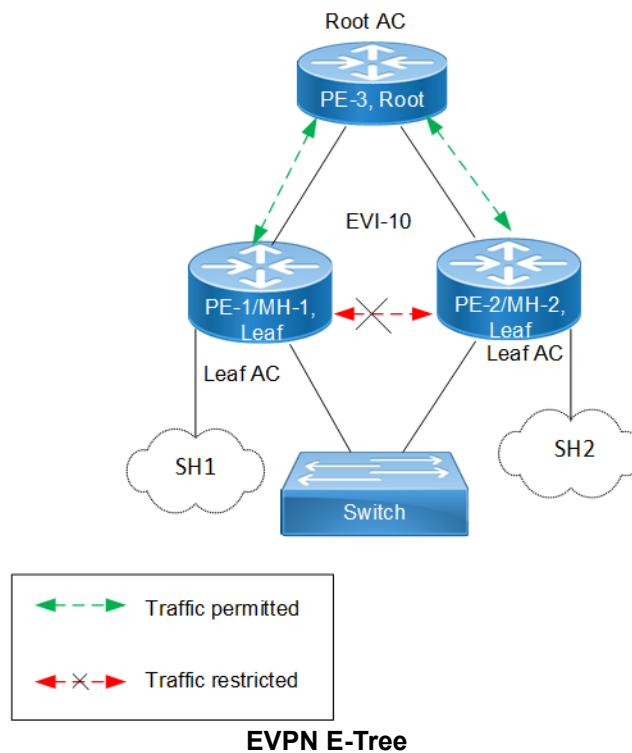 Root AC
PE-3, Root
EVI-10
PE-1/MH-1,
Leaf
PE-2/MH-2,
Leaf
Leaf AC
Leaf AC
SH1
SH2
Switch
Traffic permitted
Traffic restricted
EVPN E-Tree